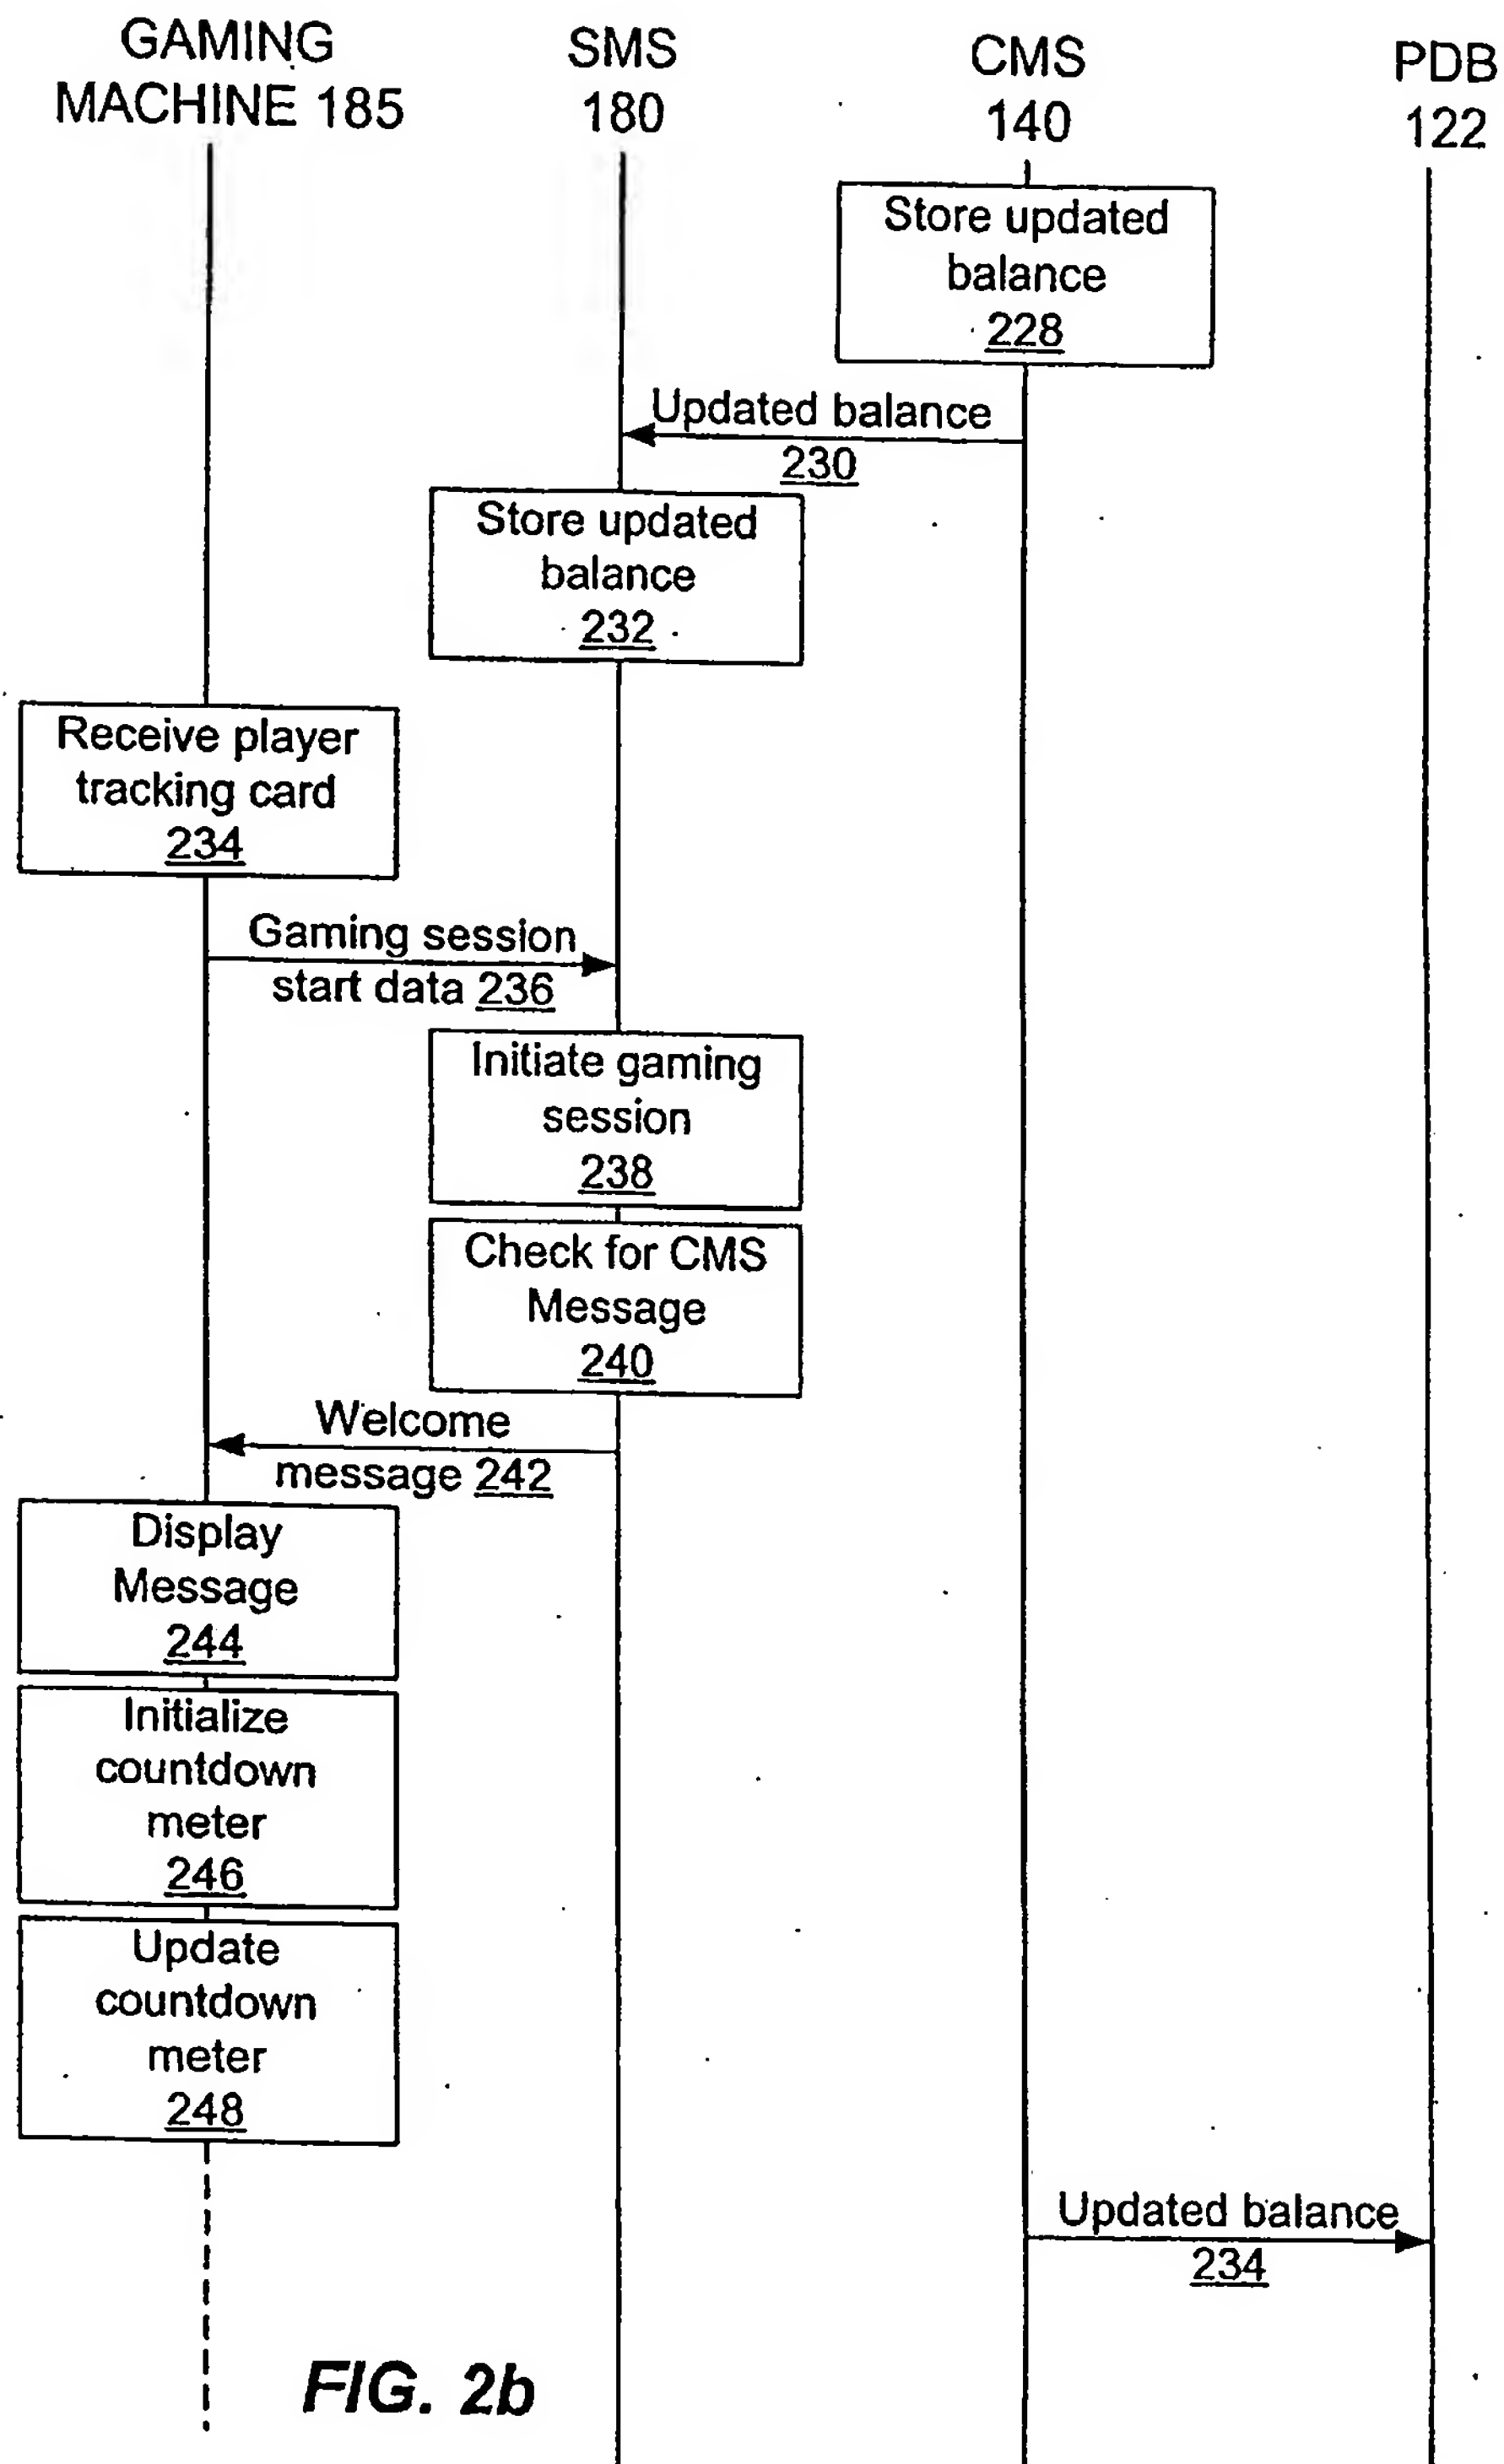 GAMING
MACHINE 185
SMS
180
CMS
140
PDB
122
Store updated
balance
228
Updated balance
230
Store updated
balance
232
Receive player
tracking card
234
Gaming session
start data 236
Initiate gaming
session
238
Check for CMS
Message
240
Welcome
message 242
Display
Message
244
Initialize
countdown
meter
246
Update
countdown
meter
248
Updated balance
234
FIG. 2b